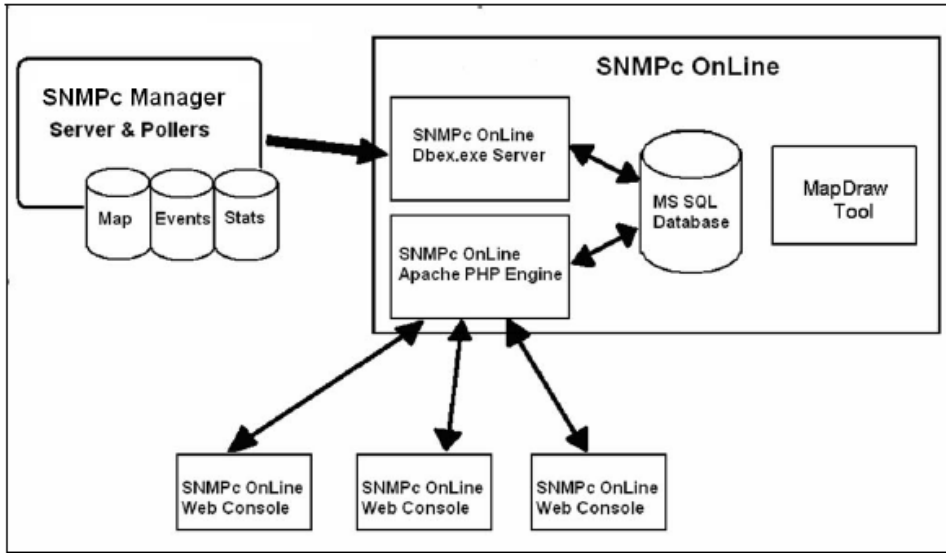 SNMPc OnLine
SNMPc Manager
Server & Pollers
Map
Events
Stats
SNMPc OnLine
Dbex.exe Server
SNMPc OnLine
Apache PHP Engine
MS SQL
Database
MapDraw
Tool
SNMPc OnLine
Web Console
SNMPc OnLine
Web Console
SNMPc OnLine
Web Console